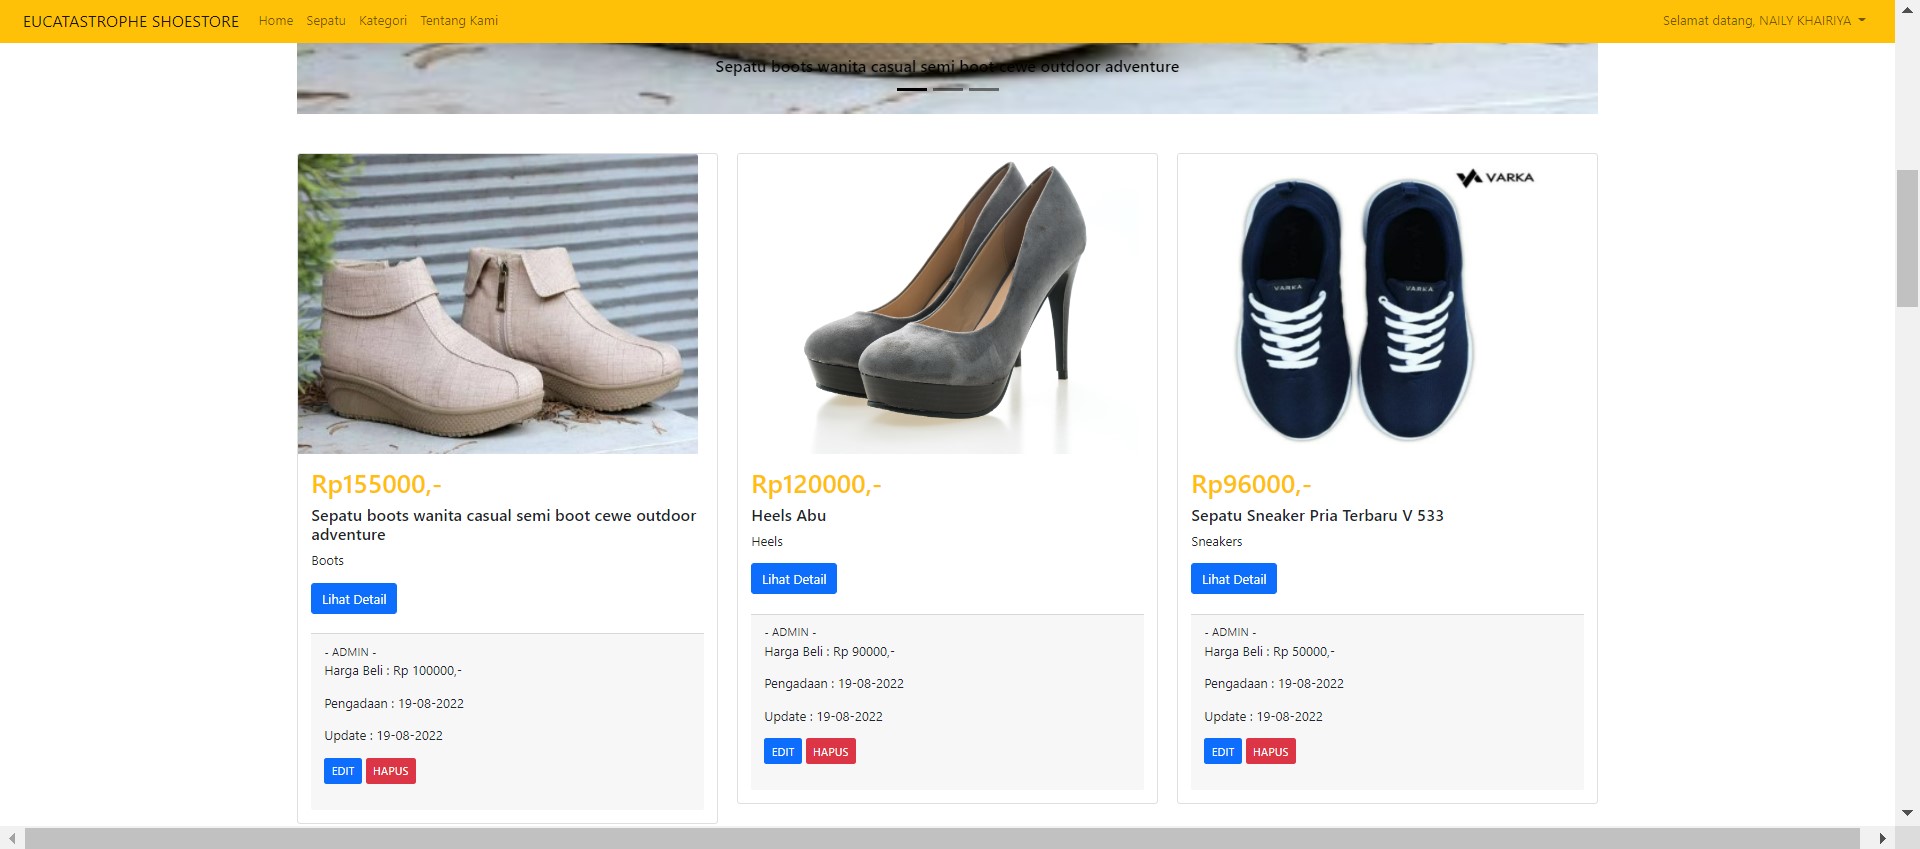 EUCATASTROPHE SHOESTORE Home Sepatu Kategori Tentang Kami Selamat datang, NAILY KHAIRIYA
Sepatu boots wanita casual semi boot cewe outdoor adventure
Rp155000,-
Sepatu boots wanita casual semi boot cewe outdoor
adventure
Boots
Lihat Detail
- ADMIN -
Harga Beli : Rp 100000,-
Pengadaan : 19-08-2022
Update : 19-08-2022
EDIT HAPUS
Rp120000,-
Heels Abu
Heels
Lihat Detail
- ADMIN -
Harga Beli : Rp 90000,-
Pengadaan : 19-08-2022
Update : 19-08-2022
EDIT HAPUS
VARKA
VARKA VARKA
Rp96000,-
Sepatu Sneaker Pria Terbaru V 533
Sneakers
Lihat Detail
- ADMIN -
Harga Beli : Rp 50000,-
Pengadaan : 19-08-2022
Update : 19-08-2022
EDIT HAPUS